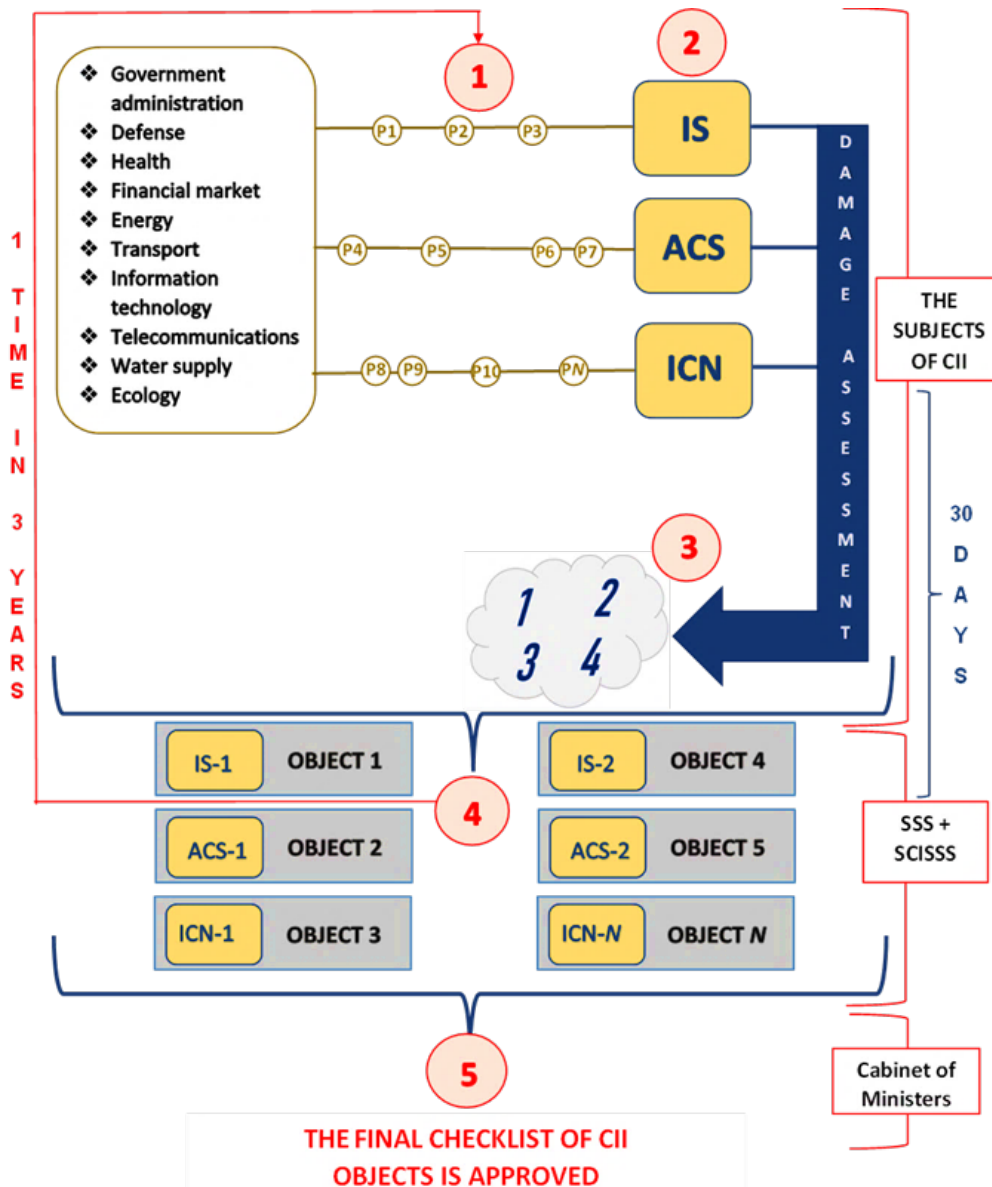 1
2
❖ Government
administration
❖ Defense
❖ Health
❖ Financial market
❖ Energy
❖ Transport
❖ Information
technology
❖ Telecommunications
❖ Water supply
❖ Ecology
P1 P2 P3
IS
P4 P5 P6 P7
ACS
P8 P9 P10 PN
ICN
DAMAGE ASSESSMENT
1 TIME IN 3 YEARS
THE
SUBJECTS
OF CII
30 DAYS
3
1 2
3 4
IS-1 OBJECT 1
IS-2 OBJECT 4
4
ACS-1 OBJECT 2
ACS-2 OBJECT 5
ICN-1 OBJECT 3
ICN-N OBJECT N
SSS +
SCISSS
5
Cabinet of
Ministers
THE FINAL CHECKLIST OF CII
OBJECTS IS APPROVED